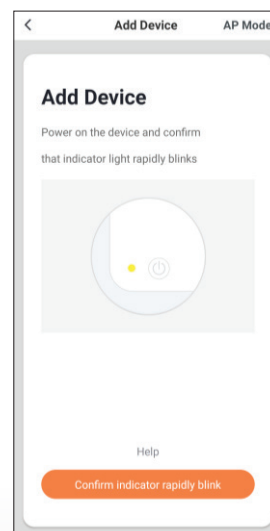 Add Device
AP Mode
Add Device
Power on the device and confirm
that indicator light rapidly blinks
Help
Confirm indicator rapidly blink